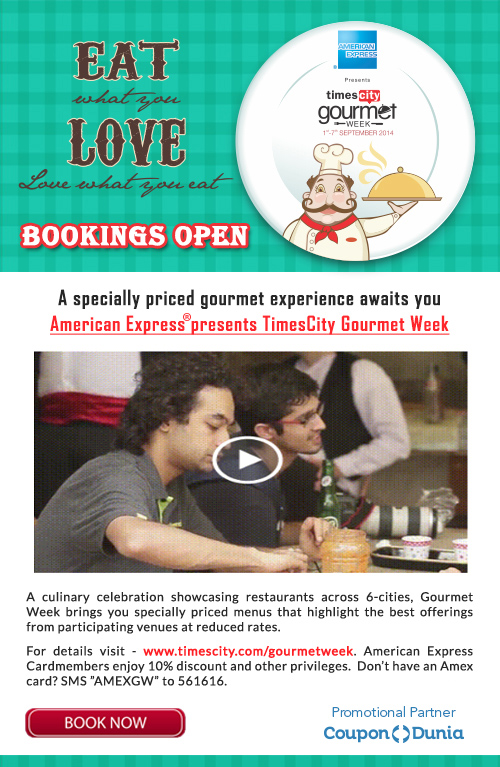 EAT
what you
LOVE
Love what you eat
BOOKINGS OPEN
AMERICAN
EXPRESS
Presents
timescity
gourmet
WEEK
1st-7th SEPTEMBER 2014
A specially priced gourmet experience awaits you
American Express® presents TimesCity Gourmet Week
A culinary celebration showcasing restaurants across 6-cities, Gourmet
Week brings you specially priced menus that highlight the best offerings
from participating venues at reduced rates.
For details visit - www.timescity.com/gourmetweek. American Express
Cardmembers enjoy 10% discount and other privileges. Don't have an Amex
card? SMS "AMEXGW" to 561616.
BOOK NOW
Promotional Partner
Coupon Dunia